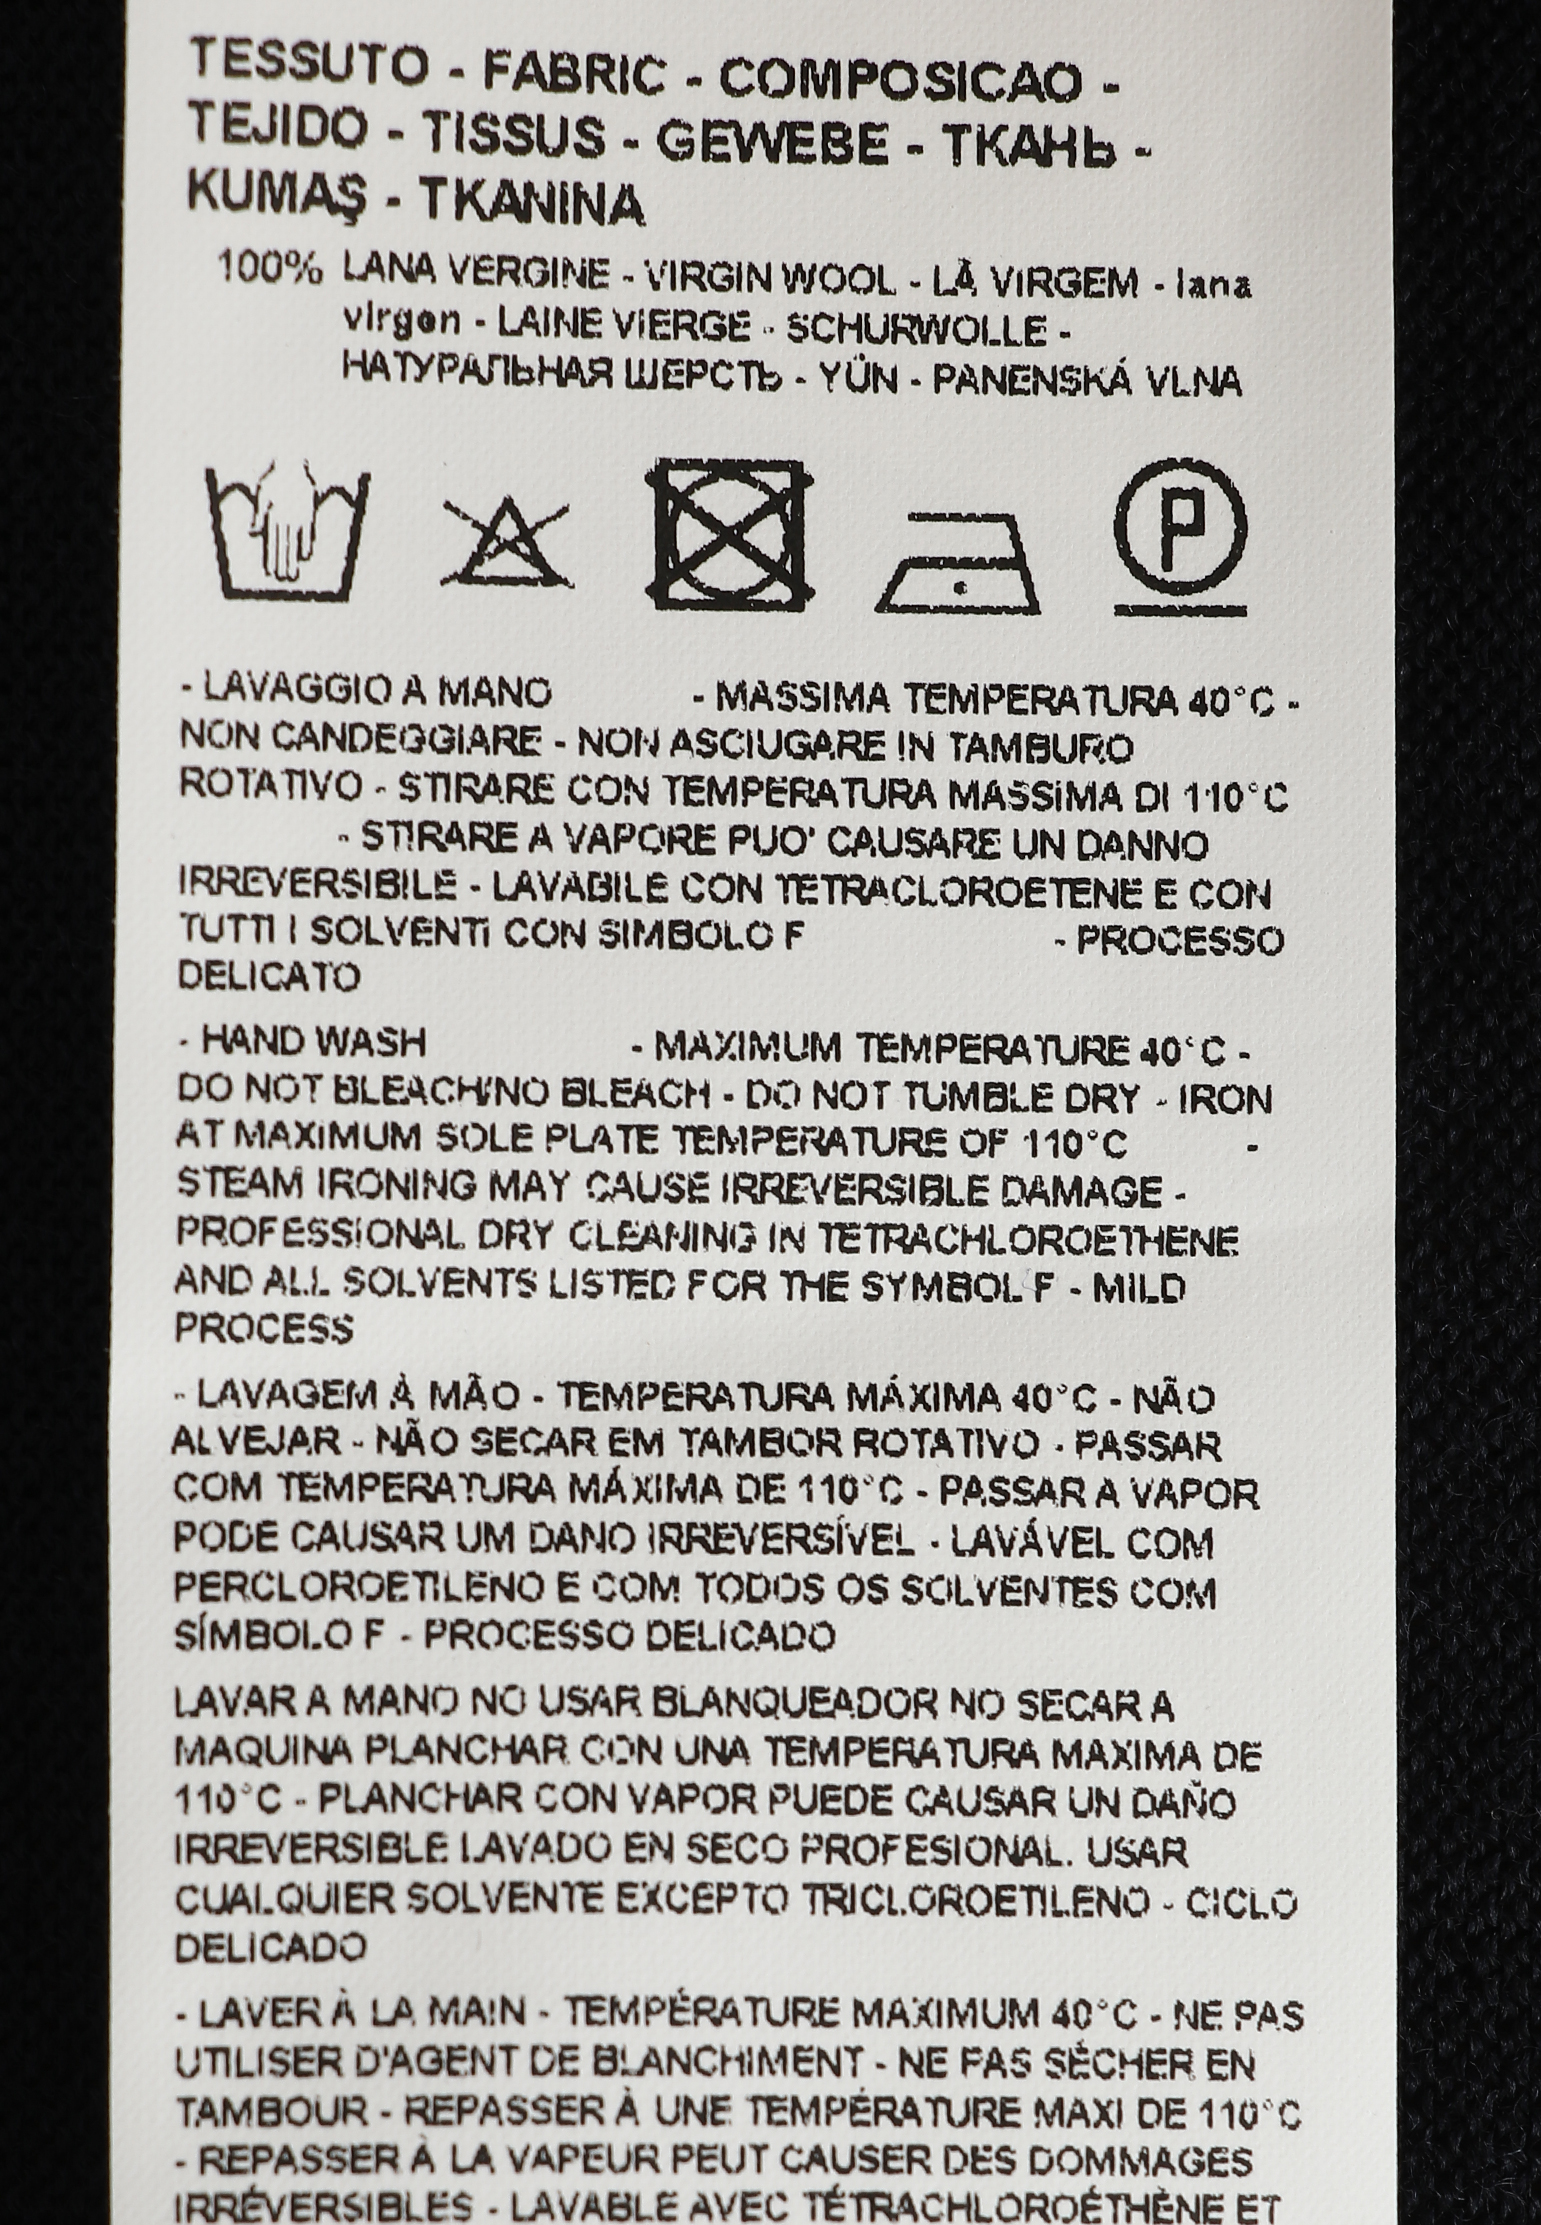 TESSUTO - FABRIC - COMPOSICAO -
TEJIDO - TISSUS - GEWEBE - ТКАНЬ -
KUMAŞ - TKANINA
100% LANA VERGINE - VIRGIN WOOL - LÃ VIRGEM - lana
virgen - LAINE VIERGE - SCHURWOLLE -
НАТУРАЛЬНАЯ ШЕРСТЬ - YÜN - PANENSKÁ VLNA
P
- LAVAGGIO A MANO - MASSIMA TEMPERATURA 40°C -
NON CANDEGGIARE - NON ASCIUGARE IN TAMBURO
ROTATIVO - STIRARE CON TEMPERATURA MASSIMA DI 110°C
- STIRARE A VAPORE PUO' CAUSARE UN DANNO
IRREVERSIBILE - LAVABILE CON TETRACLOROETENE E CON
TUTTI I SOLVENTI CON SIMBOLO F - PROCESSO
DELICATO
- HAND WASH - MAXIMUM TEMPERATURE 40°C -
DO NOT BLEACH/NO BLEACH - DO NOT TUMBLE DRY - IRON
AT MAXIMUM SOLE PLATE TEMPERATURE OF 110°C -
STEAM IRONING MAY CAUSE IRREVERSIBLE DAMAGE -
PROFESSIONAL DRY CLEANING IN TETRACHLOROETHENE
AND ALL SOLVENTS LISTED FOR THE SYMBOL F - MILD
PROCESS
- LAVAGEM À MÃO - TEMPERATURA MÁXIMA 40°C - NÃO
ALVEJAR - NÃO SECAR EM TAMBOR ROTATIVO - PASSAR
COM TEMPERATURA MÁXIMA DE 110°C - PASSAR A VAPOR
PODE CAUSAR UM DANO IRREVERSÍVEL - LAVÁVEL COM
PERCLOROETILENO E COM TODOS OS SOLVENTES COM
SÍMBOLO F - PROCESSO DELICADO
LAVAR A MANO NO USAR BLANQUEADOR NO SECAR A
MAQUINA PLANCHAR CON UNA TEMPERATURA MAXIMA DE
110°C - PLANCHAR CON VAPOR PUEDE CAUSAR UN DAÑO
IRREVERSIBLE LAVADO EN SECO PROFESIONAL. USAR
CUALQUIER SOLVENTE EXCEPTO TRICLOROETILENO - CICLO
DELICADO
- LAVER À LA MAIN - TEMPÉRATURE MAXIMUM 40°C - NE PAS
UTILISER D'AGENT DE BLANCHIMENT - NE PAS SÉCHER EN
TAMBOUR - REPASSER À UNE TEMPÉRATURE MAXI DE 110°C
- REPASSER À LA VAPEUR PEUT CAUSER DES DOMMAGES
IRRÉVERSIBLES - LAVABLE AVEC TÉTRACHLOROÉTHÈNE ET